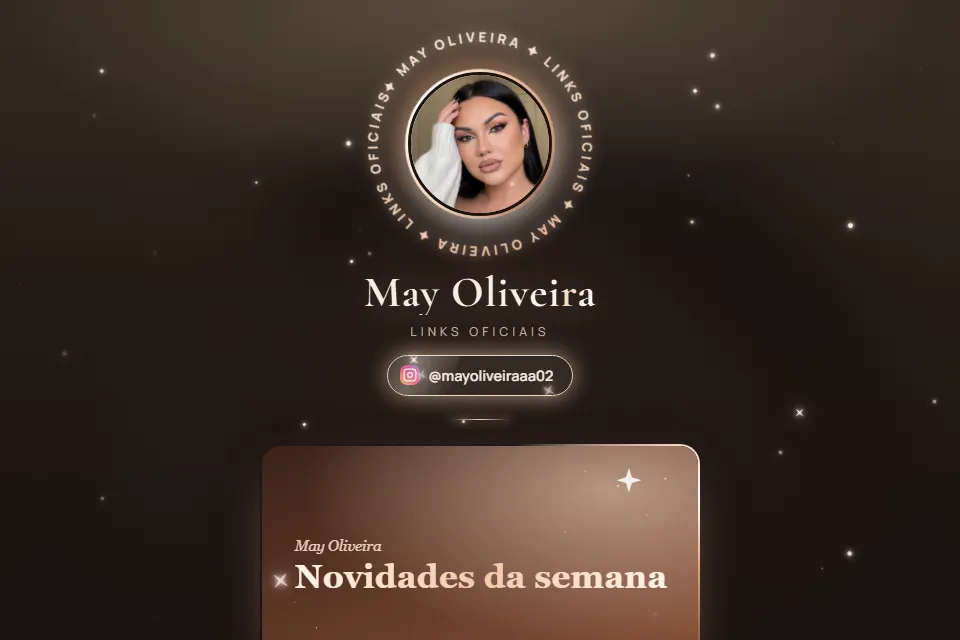 MAY OLIVEIRA ✦ LINKS OFICIAIS ✦ MAY OLIVEIRA ✦ LINKS OFICIAIS ✦
May Oliveira
LINKS OFICIAIS
@mayoliveiraaa02
May Oliveira
Novidades da semana